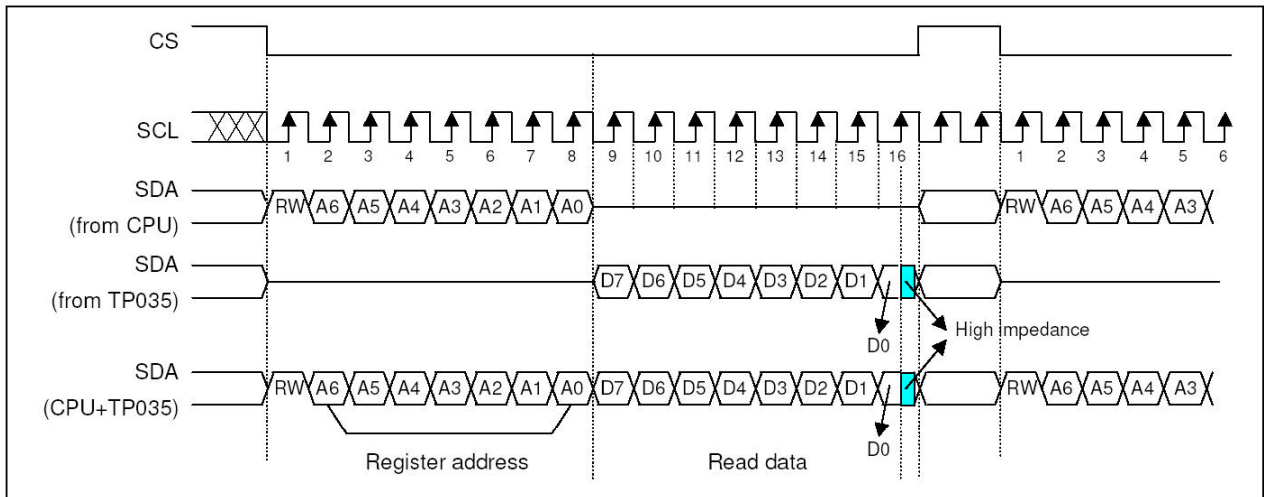 CS
SCL
1 2 3 4 5 6 7 8 9 10 11 12 13 14 15 16 1 2 3 4 5 6
SDA
(from CPU)
RW A6 A5 A4 A3 A2 A1 A0 RW A6 A5 A4 A3
SDA
(from TP035)
D7 D6 D5 D4 D3 D2 D1
D0
High impedance
SDA
(CPU+TP035)
RW A6 A5 A4 A3 A2 A1 A0 D7 D6 D5 D4 D3 D2 D1 RW A6 A5 A4 A3
D0
Register address Read data